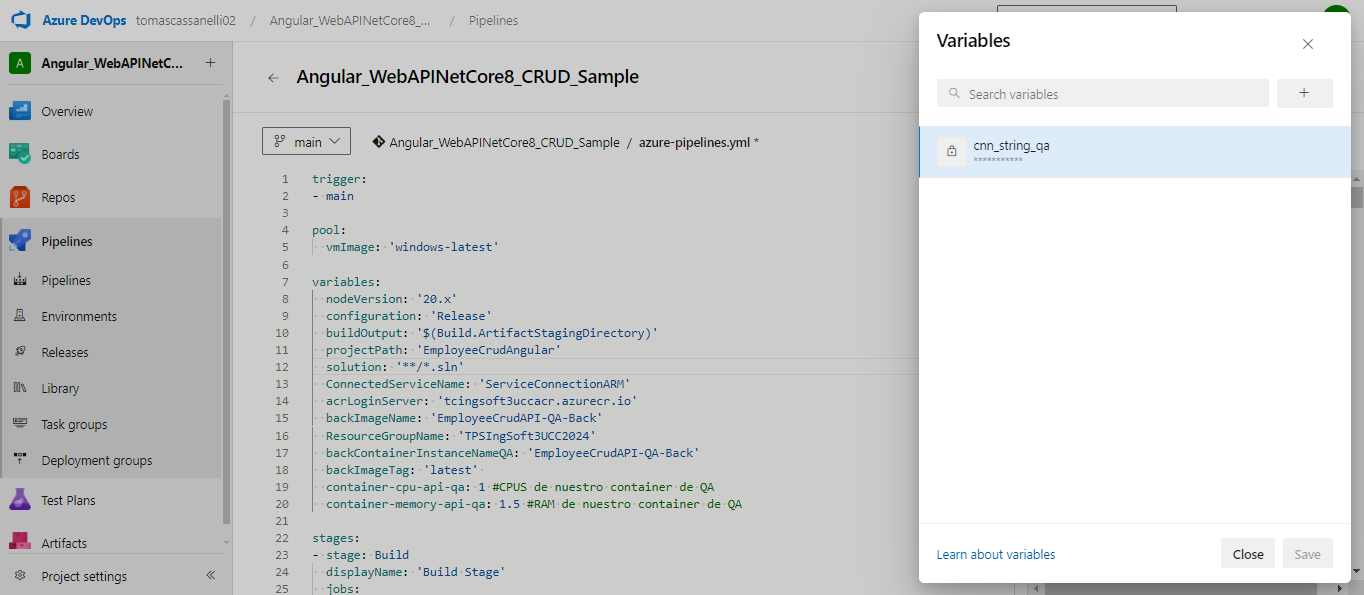 Azure DevOps tomascassanelli02 / Angular_WebAPINetCore8_... / Pipelines
A Angular_WebAPINetC... +
Overview
Boards
Repos
Pipelines
Pipelines
Environments
Releases
Library
Task groups
Deployment groups
Test Plans
Artifacts
Project settings
Angular_WebAPINetCore8_CRUD_Sample
main Angular_WebAPINetCore8_CRUD_Sample / azure-pipelines.yml *
1 trigger:
2 - main
3
4 pool:
5 vmImage: 'windows-latest'
6
7 variables:
8 nodeVersion: '20.x'
9 configuration: 'Release'
10 buildOutput: '$(Build.ArtifactStagingDirectory)'
11 projectPath: 'EmployeeCrudAngular'
12 solution: '**/*.sln'
13 ConnectedServiceName: 'ServiceConnectionARM'
14 acrLoginServer: 'tcingsoft3uccacr.azurecr.io'
15 backImageName: 'EmployeeCrudAPI-QA-Back'
16 ResourceGroupName: 'TPSIngSoft3UCC2024'
17 backContainerInstanceNameQA: 'EmployeeCrudAPI-QA-Back'
18 backImageTag: 'latest'
19 container-cpu-api-qa: 1 #CPUS de nuestro container de QA
20 container-memory-api-qa: 1.5 #RAM de nuestro container de QA
21
22 stages:
23 - stage: Build
24 displayName: 'Build Stage'
25 jobs:
Variables
Search variables
+
cnn_string_qa
***********
Learn about variables
Close
Save